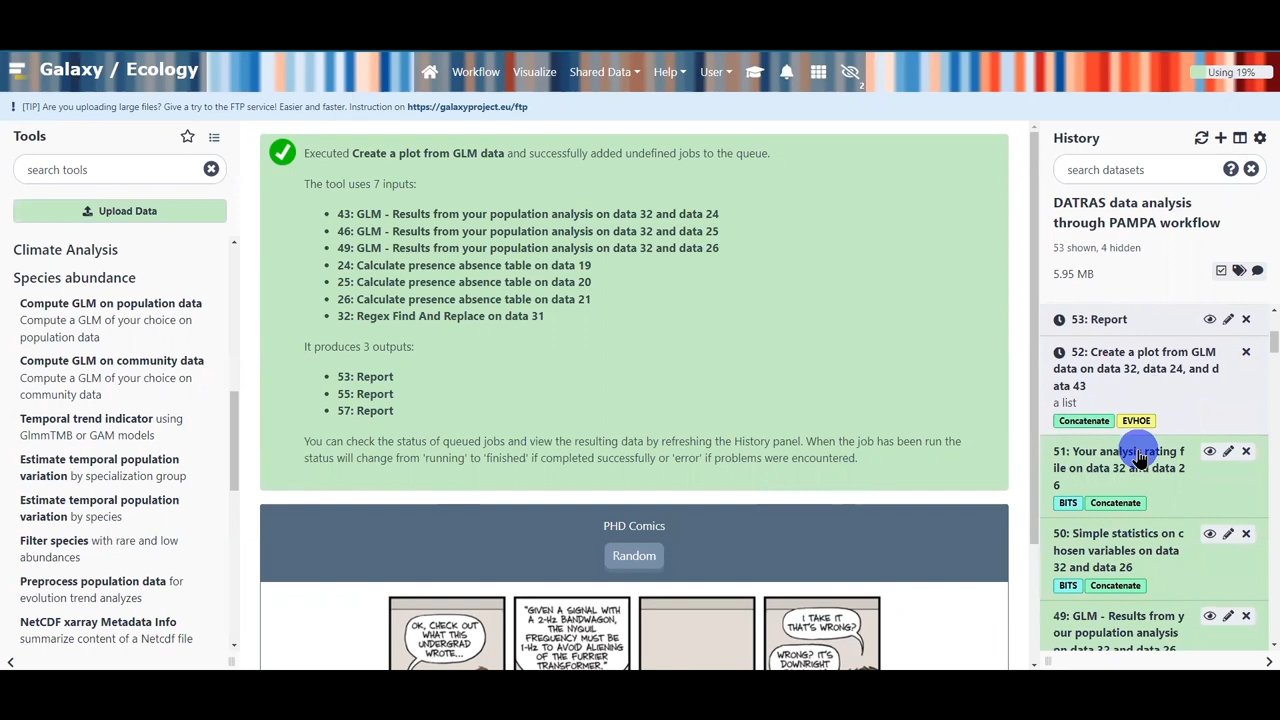 Galaxy / Ecology
Workflow Visualize Shared Data Help User
2
Using 19%
! [TIP] Are you uploading large files? Give a try to the FTP service! Easier and faster. Instruction on https://galaxyproject.eu/ftp
Tools
search tools
Upload Data
Climate Analysis
Species abundance
Compute GLM on population data
Compute a GLM of your choice on
population data
Compute GLM on community data
Compute a GLM of your choice on
community data
Temporal trend indicator using
GlmmTMB or GAM models
Estimate temporal population
variation by specialization group
Estimate temporal population
variation by species
Filter species with rare and low
abundances
Preprocess population data for
evolution trend analyzes
NetCDF xarray Metadata Info
summarize content of a Netcdf file
Executed Create a plot from GLM data and successfully added undefined jobs to the queue.
The tool uses 7 inputs:
• 43: GLM - Results from your population analysis on data 32 and data 24
• 46: GLM - Results from your population analysis on data 32 and data 25
• 49: GLM - Results from your population analysis on data 32 and data 26
• 24: Calculate presence absence table on data 19
• 25: Calculate presence absence table on data 20
• 26: Calculate presence absence table on data 21
• 32: Regex Find And Replace on data 31
It produces 3 outputs:
• 53: Report
• 55: Report
• 57: Report
You can check the status of queued jobs and view the resulting data by refreshing the History panel. When the job has been run the
status will change from 'running' to 'finished' if completed successfully or 'error' if problems were encountered.
PHD Comics
Random
OK, CHECK OUT
WHAT THIS
UNDERGRAD
WROTE...
"GIVEN A SIGNAL WITH
A 2-HZ BANDWAGON,
THE NYQUIL
FREQUENCY MUST BE
1-HZ TO AVOID ALIENING
OF THE FURRIER
TRANSFORMER."
I TAKE IT
THAT'S WRONG?
WRONG? IT'S
DOWNRIGHT
History
search datasets
DATRAS data analysis
through PAMPA workflow
53 shown, 4 hidden
5.95 MB
53: Report
52: Create a plot from GLM
data on data 32, data 24, and d
ata 43
a list
Concatenate EVHOE
51: Your analysis rating f
ile on data 32 and data 2
6
BITS Concatenate
50: Simple statistics on c
hosen variables on data
32 and data 26
BITS Concatenate
49: GLM - Results from y
our population analysis
on data 32 and data 26